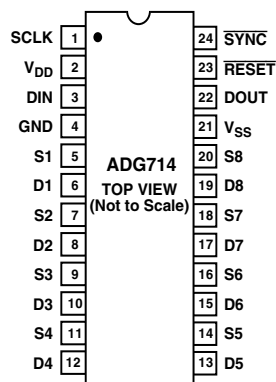 SCLK 1 24 SYNC
VDD 2 23 RESET
DIN 3 22 DOUT
GND 4 21 VSS
S1 5 20 S8
D1 6 19 D8
S2 7 18 S7
D2 8 17 D7
S3 9 16 S6
D3 10 15 D6
S4 11 14 S5
D4 12 13 D5
ADG714
TOP VIEW
(Not to Scale)